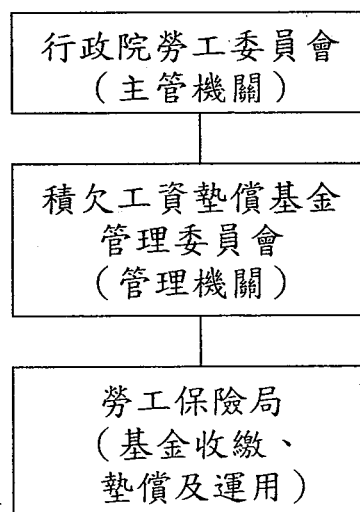 行政院勞工委員會
（主管機關）
積欠工資墊償基金
管理委員會
（管理機關）
勞工保險局
（基金收繳、
墊償及運用）